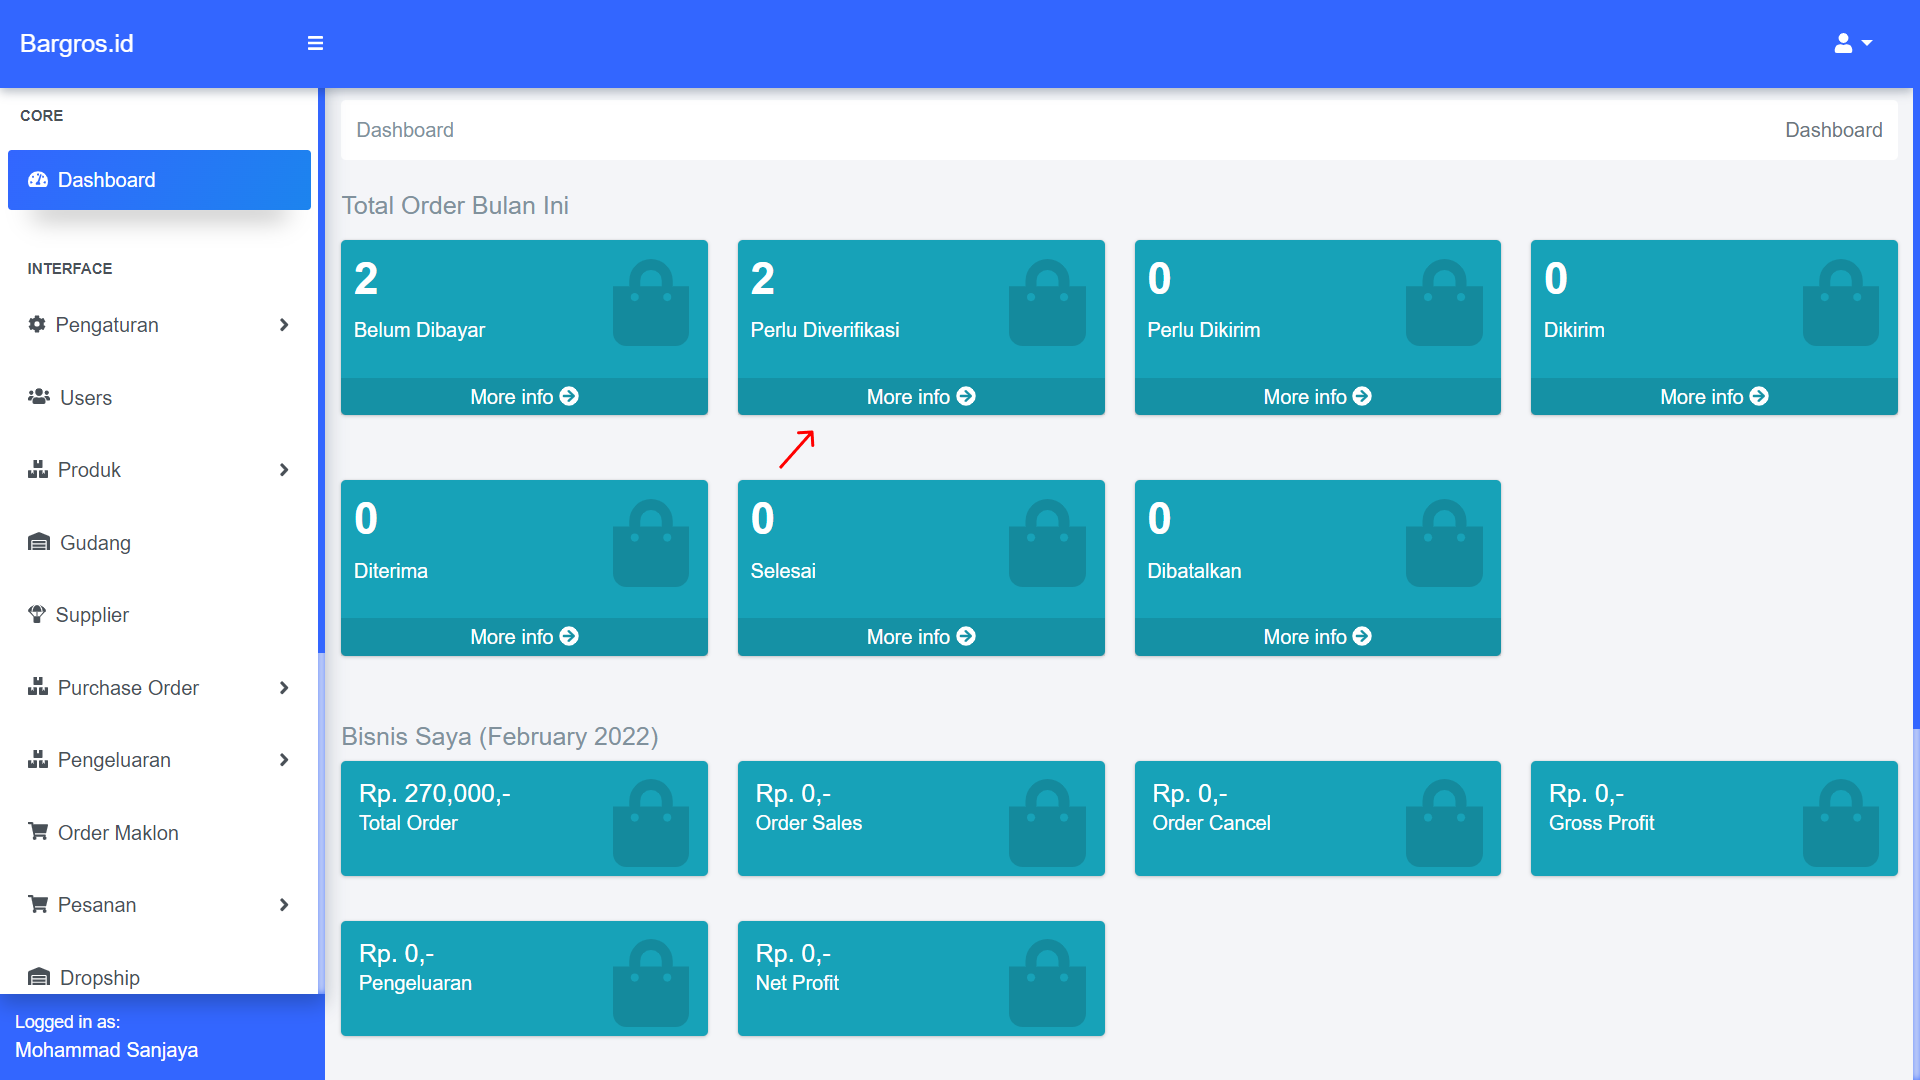 Bargros.id
CORE
Dashboard
INTERFACE
Pengaturan
Users
Produk
Gudang
Supplier
Purchase Order
Pengeluaran
Order Maklon
Pesanan
Dropship
Logged in as:
Mohammad Sanjaya
Dashboard
Dashboard
Total Order Bulan Ini
2
Belum Dibayar
More info
2
Perlu Diverifikasi
More info
0
Perlu Dikirim
More info
0
Dikirim
More info
0
Diterima
More info
0
Selesai
More info
0
Dibatalkan
More info
Bisnis Saya (February 2022)
Rp. 270,000,-
Total Order
Rp. 0,-
Order Sales
Rp. 0,-
Order Cancel
Rp. 0,-
Gross Profit
Rp. 0,-
Pengeluaran
Rp. 0,-
Net Profit